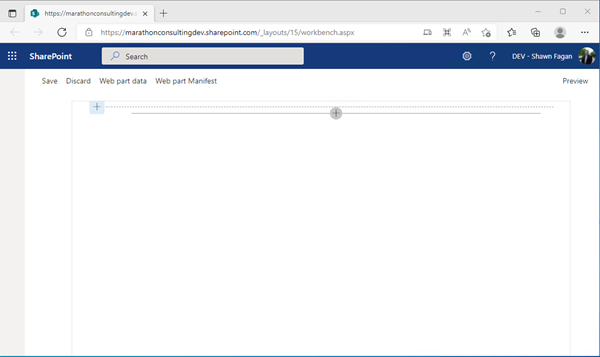 https://marathonconsultingdev.s
https://marathonconsultingdev.sharepoint.com/_layouts/15/workbench.aspx
SharePoint Search DEV - Shawn Fagan
Save Discard Web part data Web part Manifest Preview